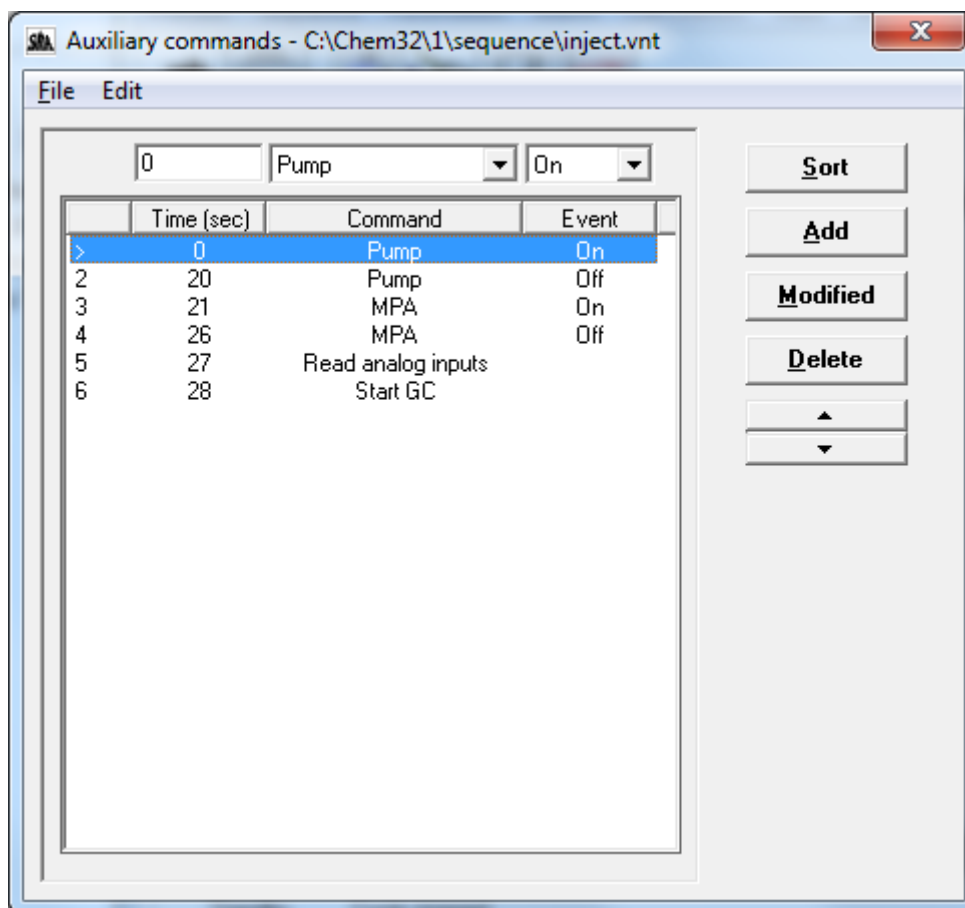 SRA Auxiliary commands - C:\Chem32\1\sequence\inject.vnt
File Edit
0 Pump On
Time (sec) Command Event
> 0 Pump On
2 20 Pump Off
3 21 MPA On
4 26 MPA Off
5 27 Read analog inputs
6 28 Start GC
Sort
Add
Modified
Delete